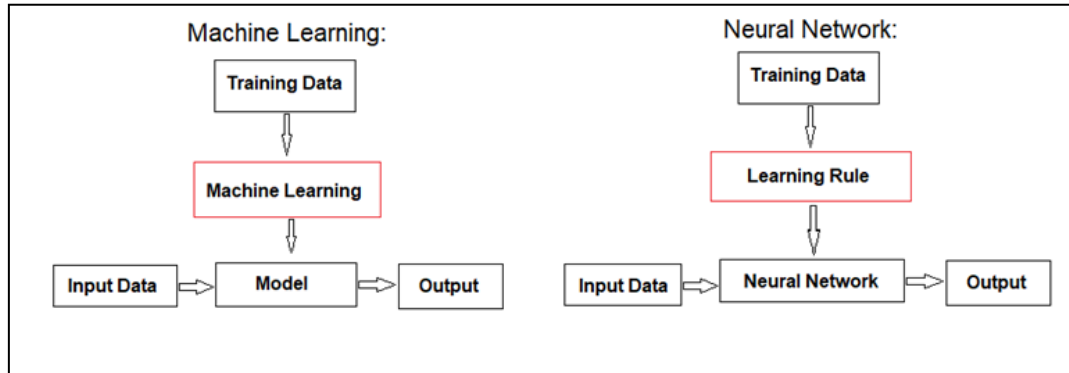 Machine Learning:
Training Data
Machine Learning
Input Data
Model
Output
Neural Network:
Training Data
Learning Rule
Input Data
Neural Network
Output